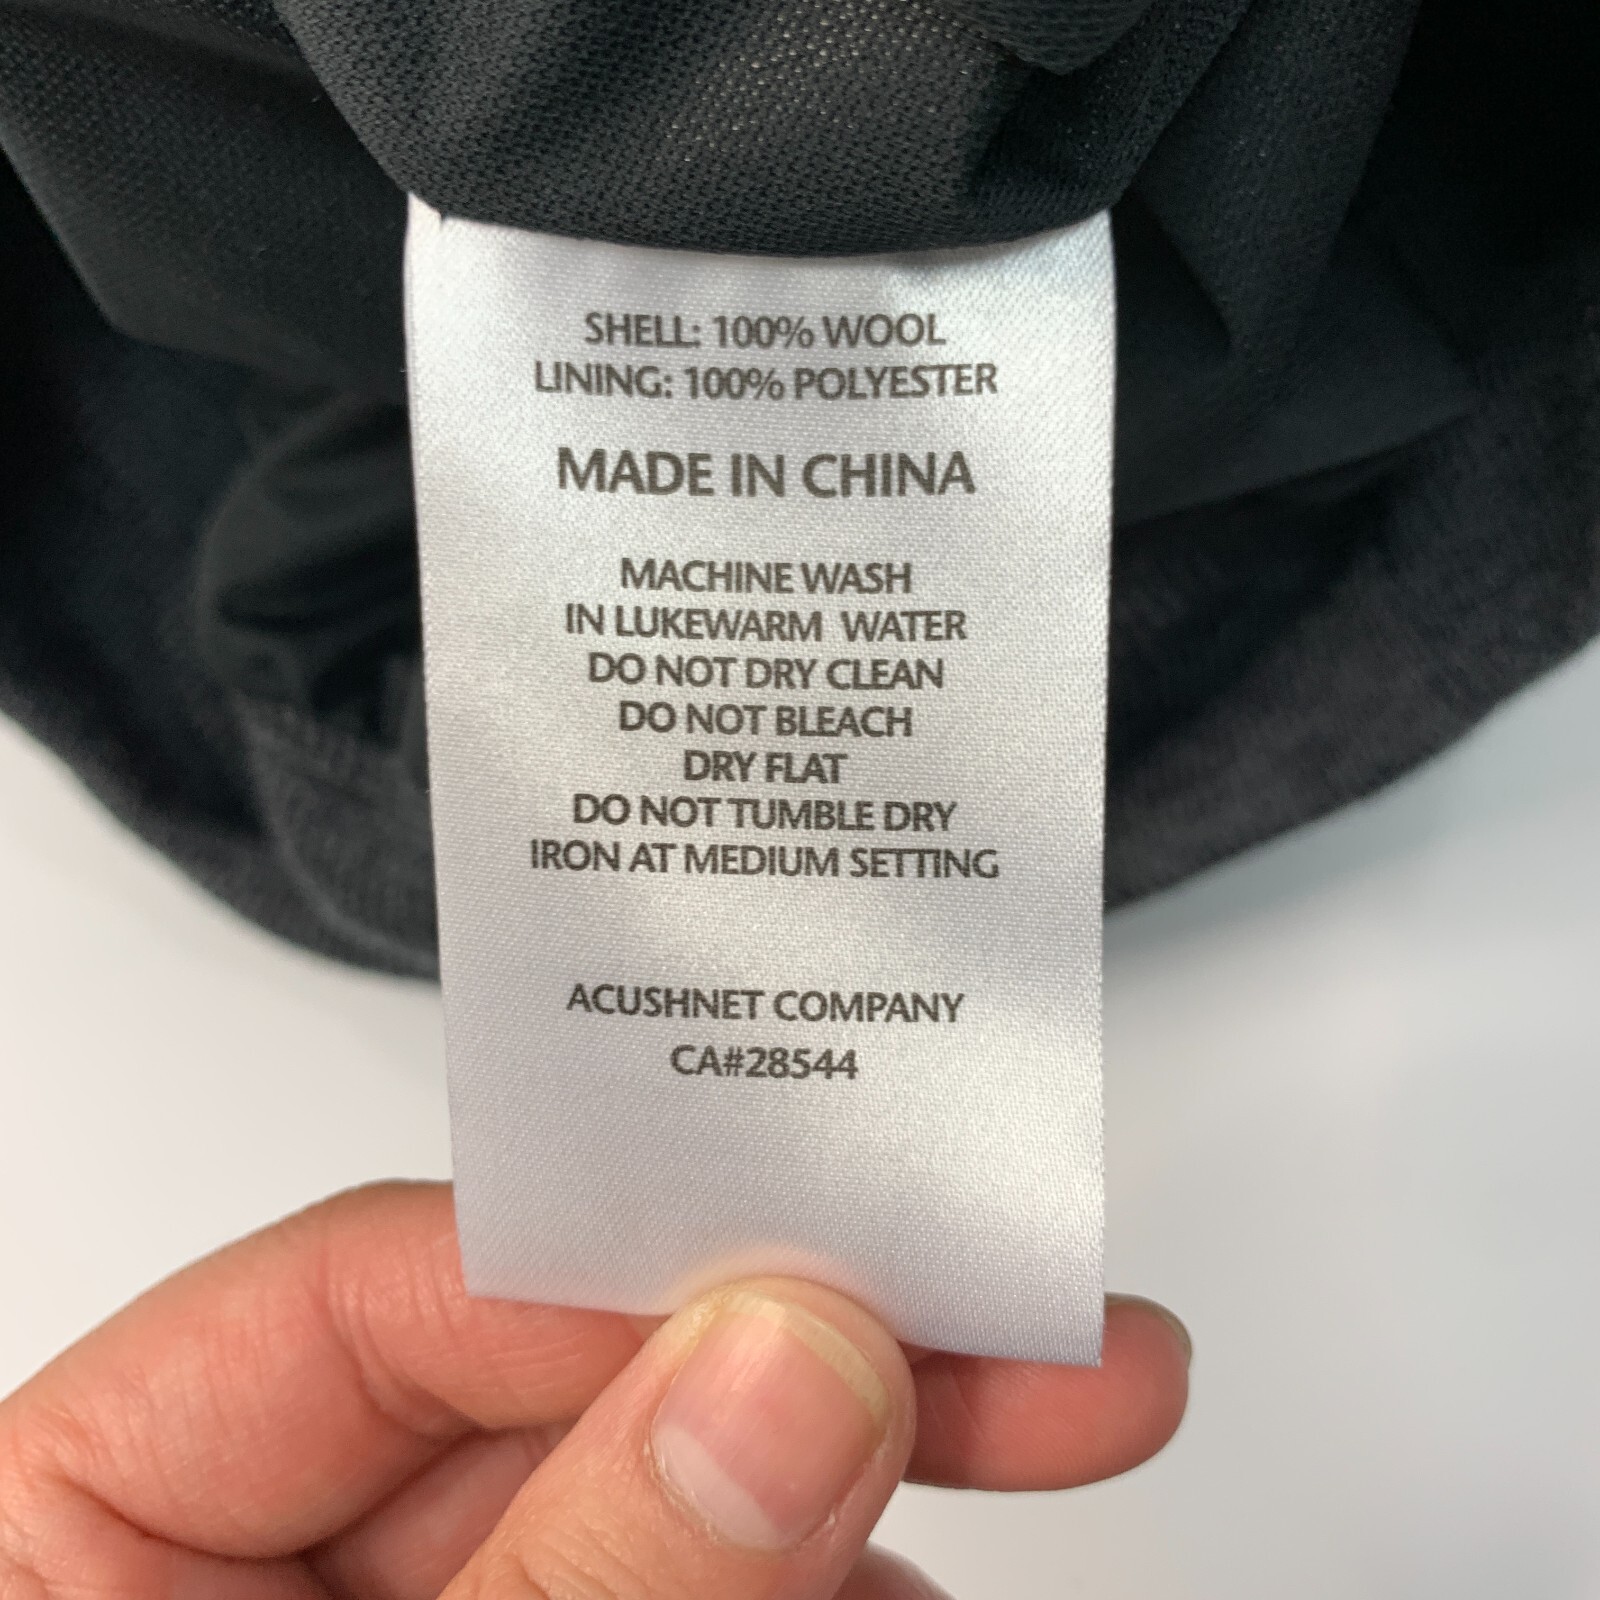 SHELL: 100% WOOL
LINING: 100% POLYESTER
MADE IN CHINA
MACHINE WASH
IN LUKEWARM WATER
DO NOT DRY CLEAN
DO NOT BLEACH
DRY FLAT
DO NOT TUMBLE DRY
IRON AT MEDIUM SETTING
ACUSHNET COMPANY
CA#28544